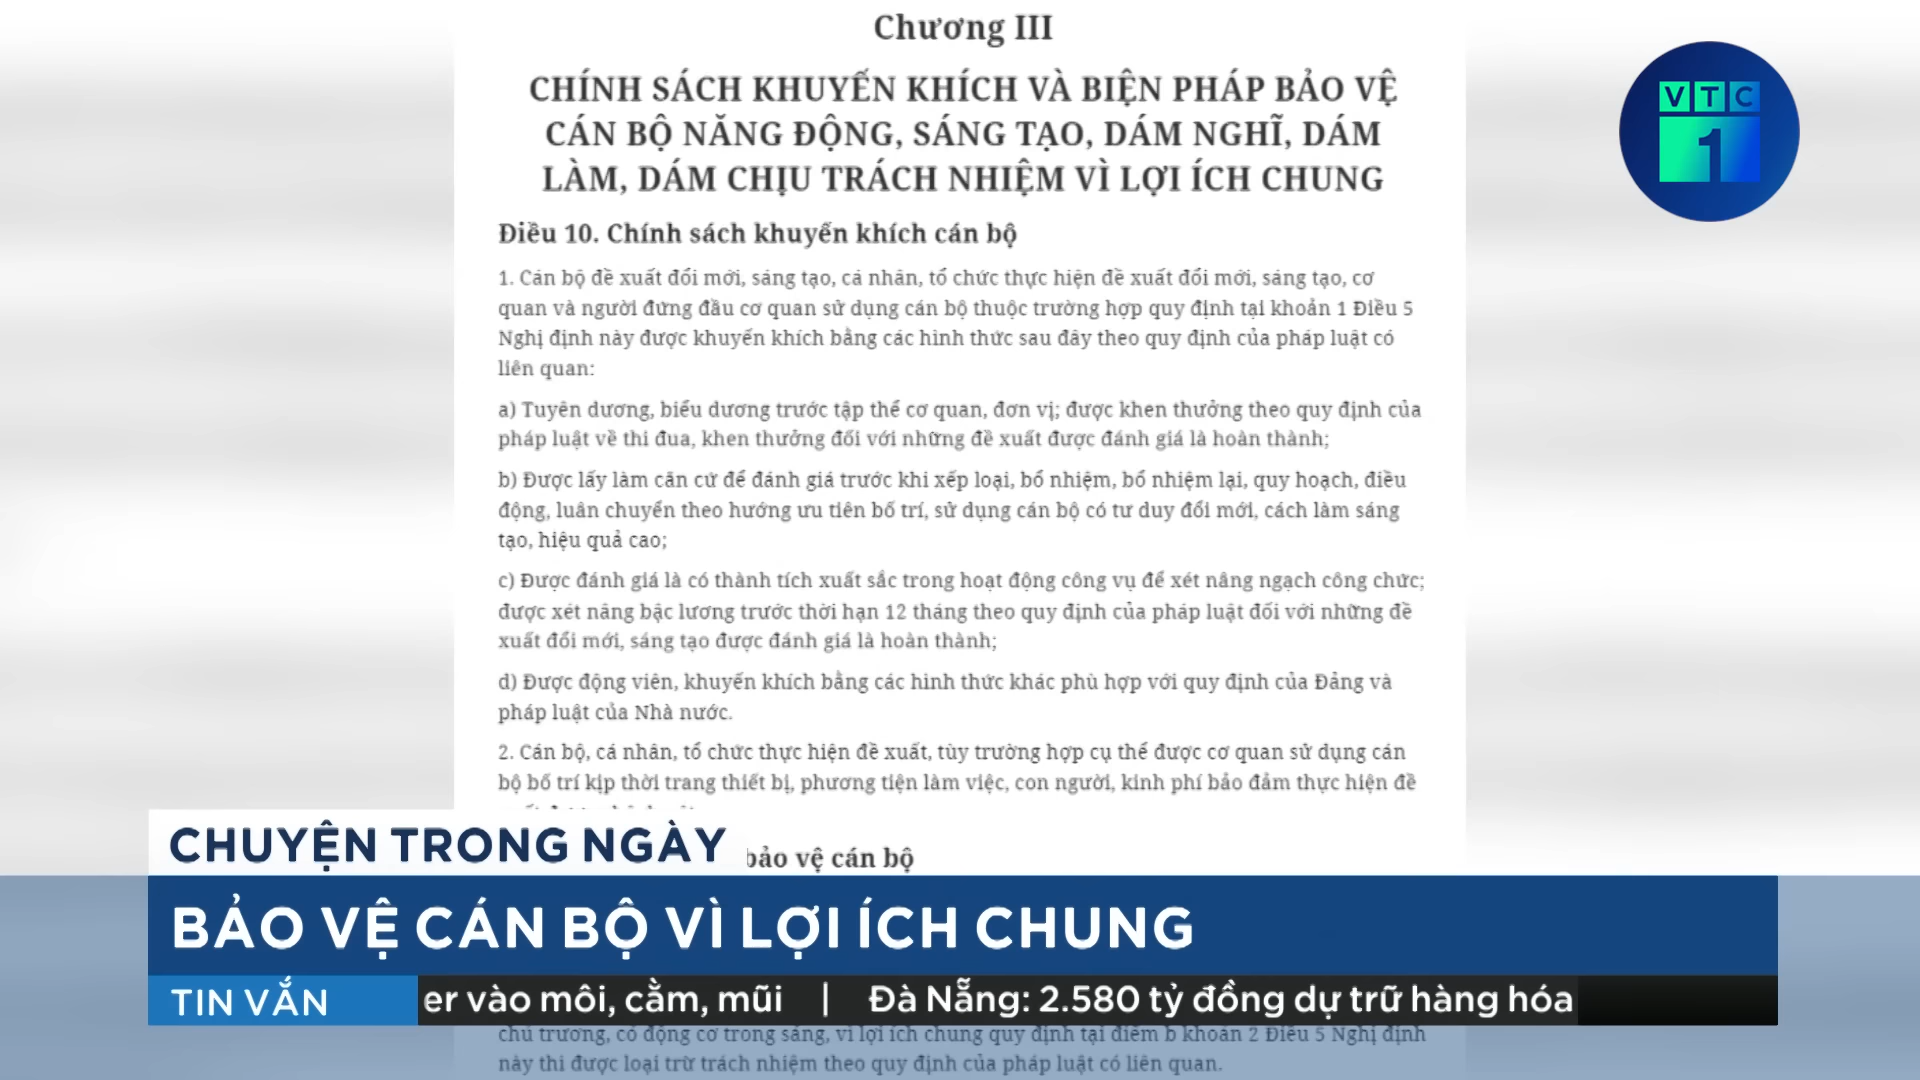 Chương III
CHÍNH SÁCH KHUYẾN KHÍCH VÀ BIỆN PHÁP BẢO VỆ
CÁN BỘ NĂNG ĐỘNG, SÁNG TẠO, DÁM NGHĨ, DÁM
LÀM, DÁM CHỊU TRÁCH NHIỆM VÌ LỢI ÍCH CHUNG
VTC
1
Điều 10. Chính sách khuyến khích cán bộ
1. Cán bộ đề xuất đổi mới, sáng tạo, cá nhân, tổ chức thực hiện đề xuất đổi mới, sáng tạo, cơ
quan và người đứng đầu cơ quan sử dụng cán bộ thuộc trường hợp quy định tại khoản 1 Điều 5
Nghị định này được khuyến khích bằng các hình thức sau đây theo quy định của pháp luật có
liên quan:
a) Tuyên dương, biểu dương trước tập thể cơ quan, đơn vị; được khen thưởng theo quy định của
pháp luật về thi đua, khen thưởng đối với những đề xuất được đánh giá là hoàn thành;
b) Được lấy làm căn cứ để đánh giá trước khi xếp loại, bổ nhiệm, bổ nhiệm lại, quy hoạch, điều
động, luân chuyển theo hướng ưu tiên bố trí, sử dụng cán bộ có tư duy đổi mới, cách làm sáng
tạo, hiệu quả cao;
c) Được đánh giá là có thành tích xuất sắc trong hoạt động công vụ để xét nâng ngạch công chức;
được xét nâng bậc lương trước thời hạn 12 tháng theo quy định của pháp luật đối với những đề
xuất đổi mới, sáng tạo được đánh giá là hoàn thành;
d) Được động viên, khuyến khích bằng các hình thức khác phù hợp với quy định của Đảng và
pháp luật của Nhà nước.
2. Cán bộ, cá nhân, tổ chức thực hiện đề xuất, tùy trường hợp cụ thể được cơ quan sử dụng cán
bộ bố trí kịp thời trang thiết bị, phương tiện làm việc, con người, kinh phí bảo đảm thực hiện đề
CHUYỆN TRONG NGÀY
bảo vệ cán bộ
BẢO VỆ CÁN BỘ VÌ LỢI ÍCH CHUNG
TIN VẮN er vào môi, cằm, mũi | Đà Nẵng: 2.580 tỷ đồng dự trữ hàng hóa
chủ trương, có động cơ trong sáng, vì lợi ích chung quy định tại điểm b khoản 2 Điều 5 Nghị định
này thì được loại trừ trách nhiệm theo quy định của pháp luật có liên quan.